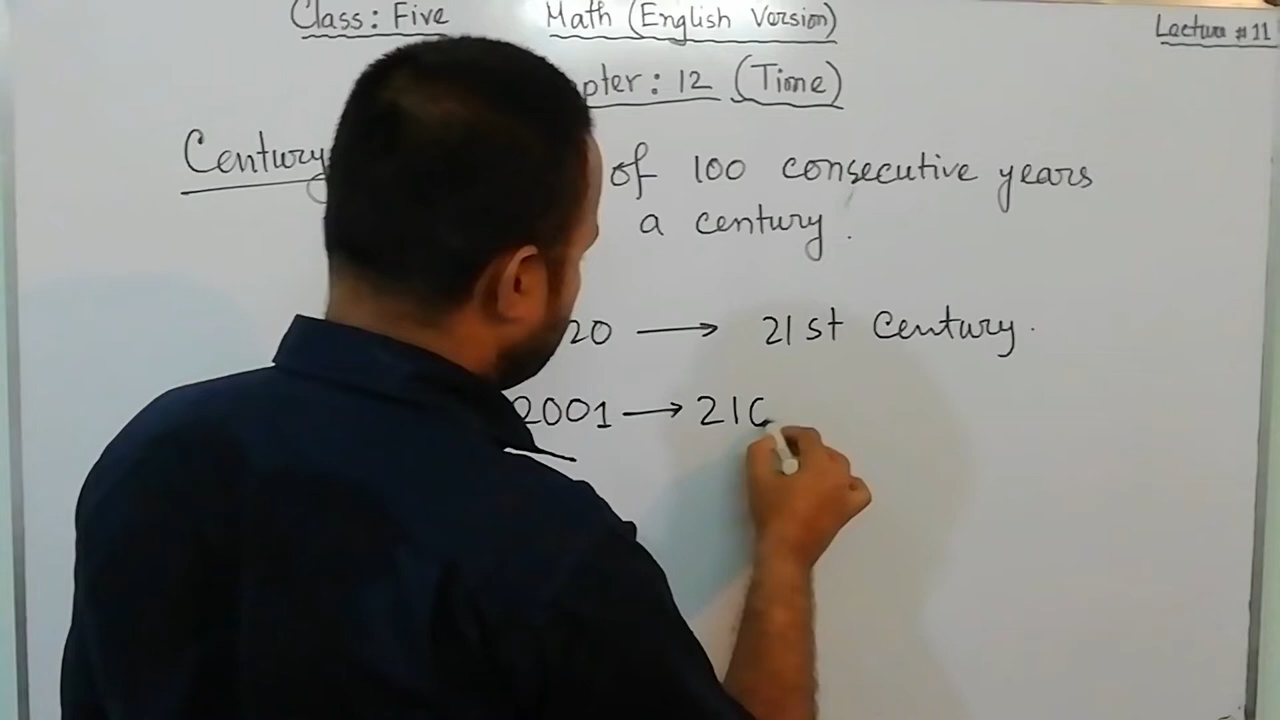 Class: Five Math (English Version) Lecture #11
pter: 12 (Time)
Century of 100 consecutive years
a century.
20 → 21st Century.
2001 → 210